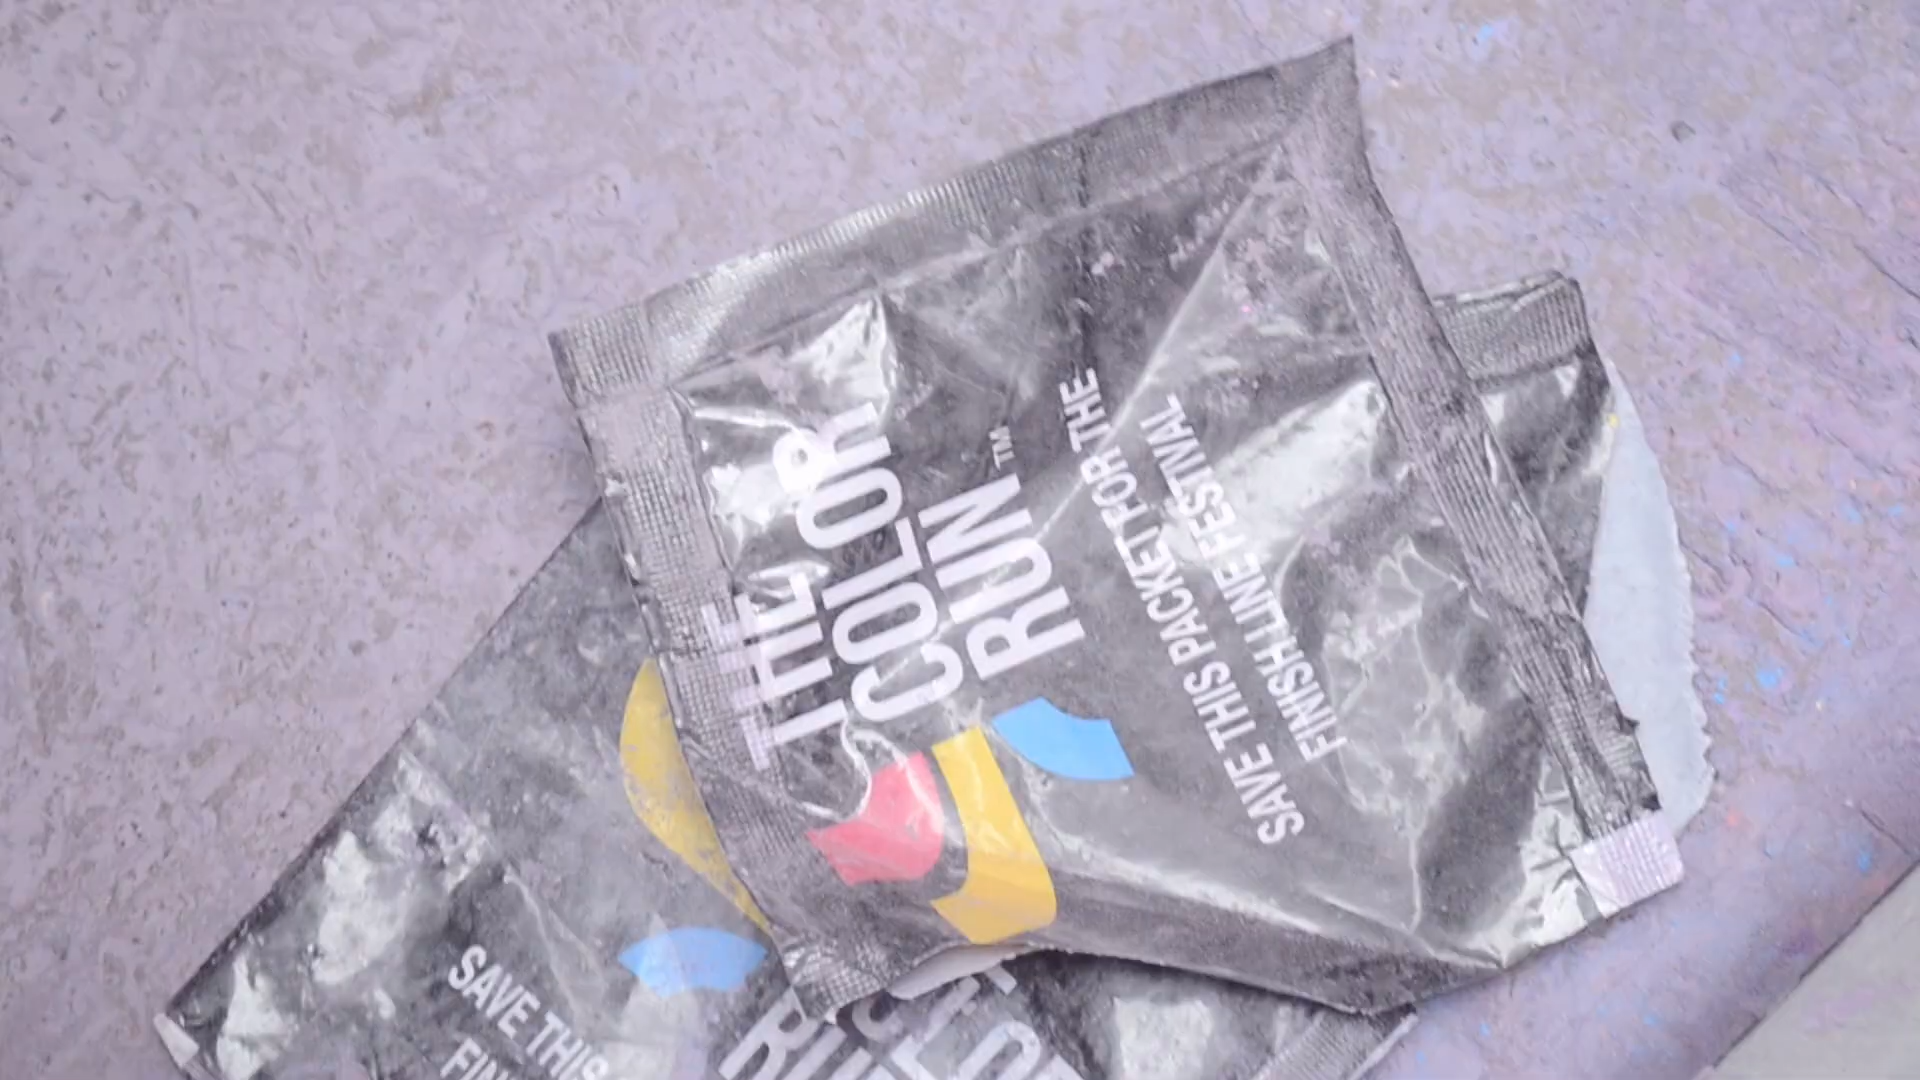 THE
COLOR
RUN™
SAVE THIS PACKET FOR THE
FINISH LINE FESTIVAL
SAVE THIS